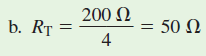 b. R_T = 200 Ω / 4 = 50 Ω